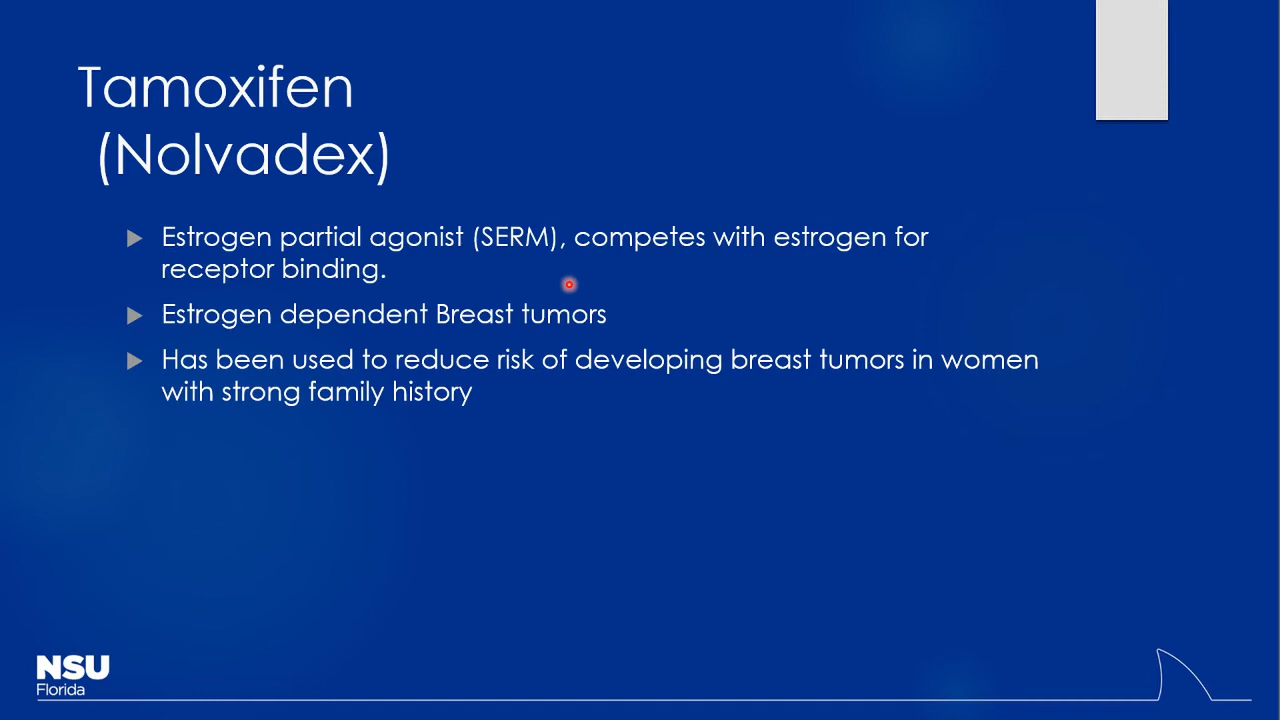 Tamoxifen
(Nolvadex)
Estrogen partial agonist (SERM), competes with estrogen for
receptor binding.
Estrogen dependent Breast tumors
Has been used to reduce risk of developing breast tumors in women
with strong family history
NSU
Florida